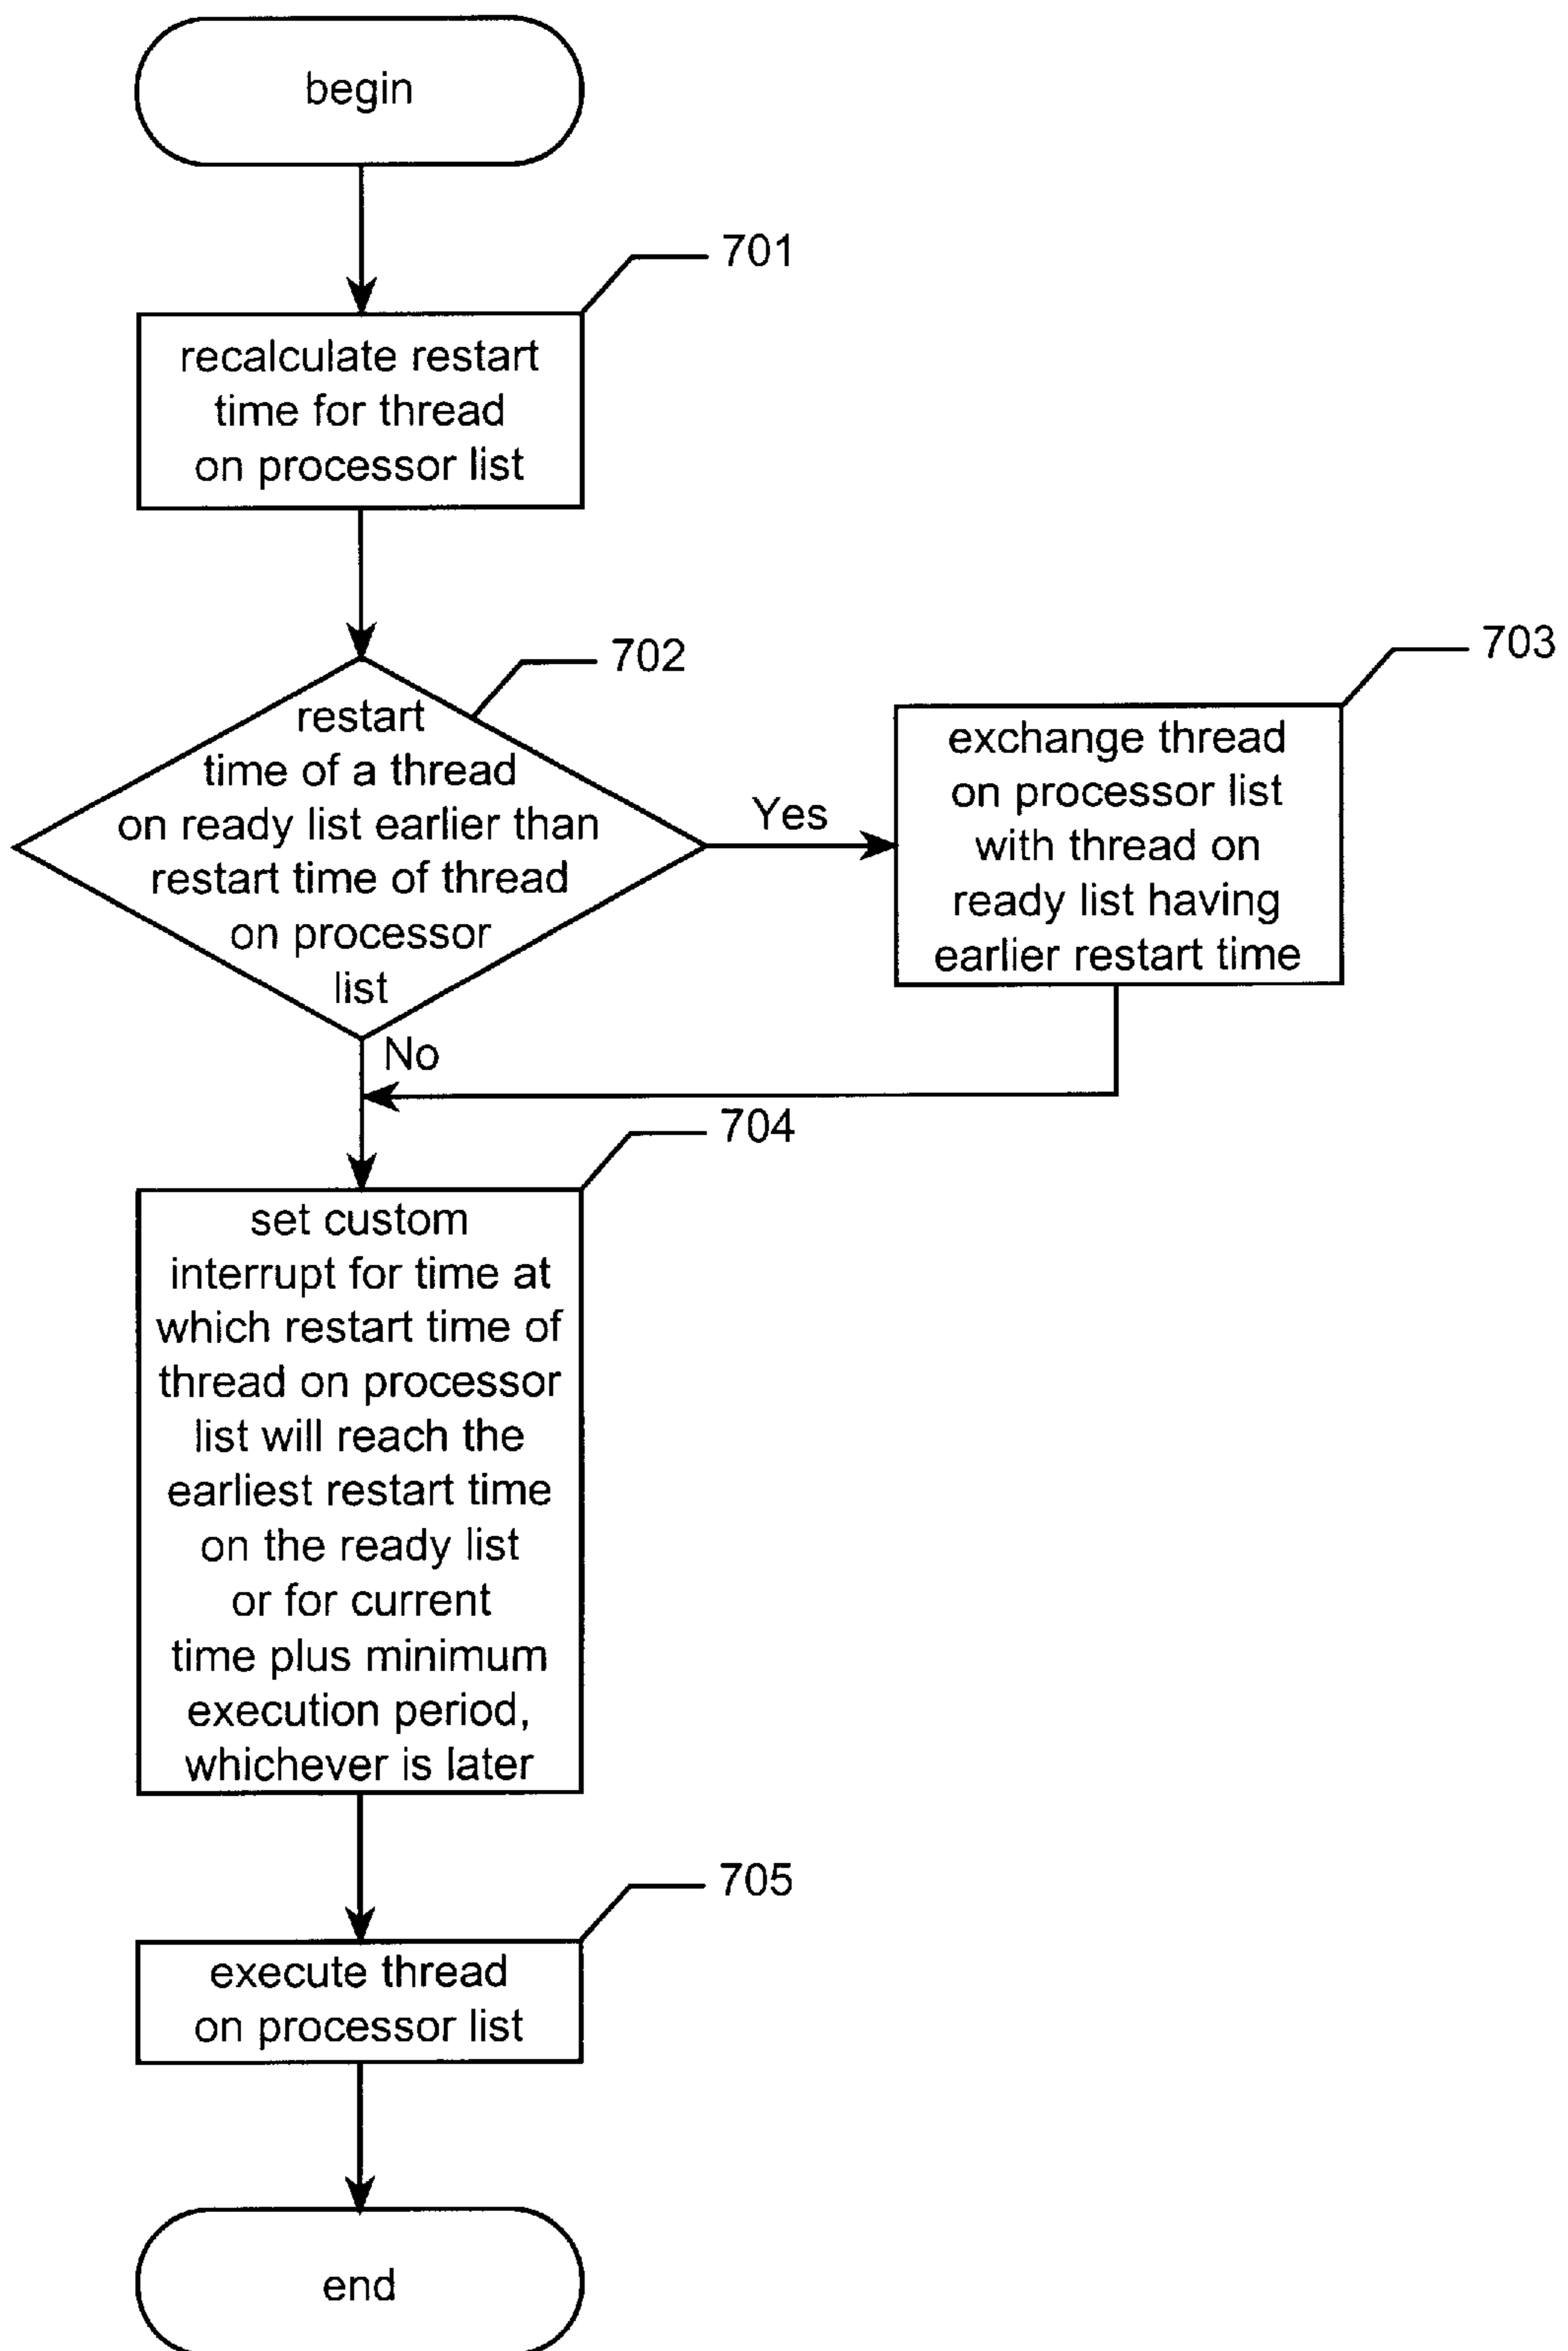 begin
701
recalculate restart
time for thread
on processor list
702
restart
time of a thread
on ready list earlier than
restart time of thread
on processor
list
Yes
703
exchange thread
on processor list
with thread on
ready list having
earlier restart time
No
704
set custom
interrupt for time at
which restart time of
thread on processor
list will reach the
earliest restart time
on the ready list
or for current
time plus minimum
execution period,
whichever is later
705
execute thread
on processor list
end